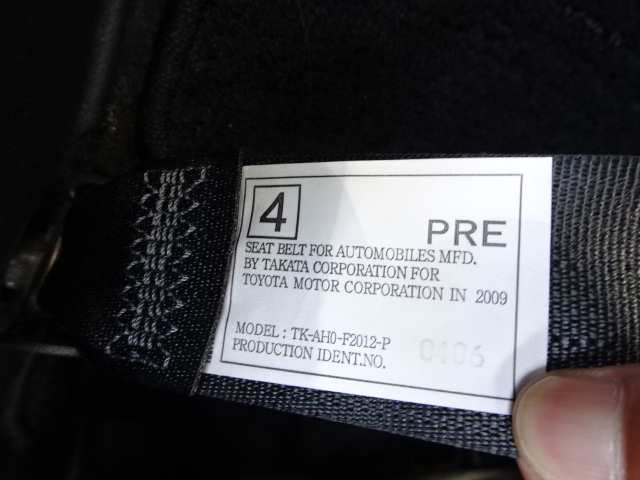 4 PRE
SEAT BELT FOR AUTOMOBILES MFD.
BY TAKATA CORPORATION FOR
TOYOTA MOTOR CORPORATION IN 2009
MODEL : TK-AH0-F2012-P
PRODUCTION IDENT.NO. 0406